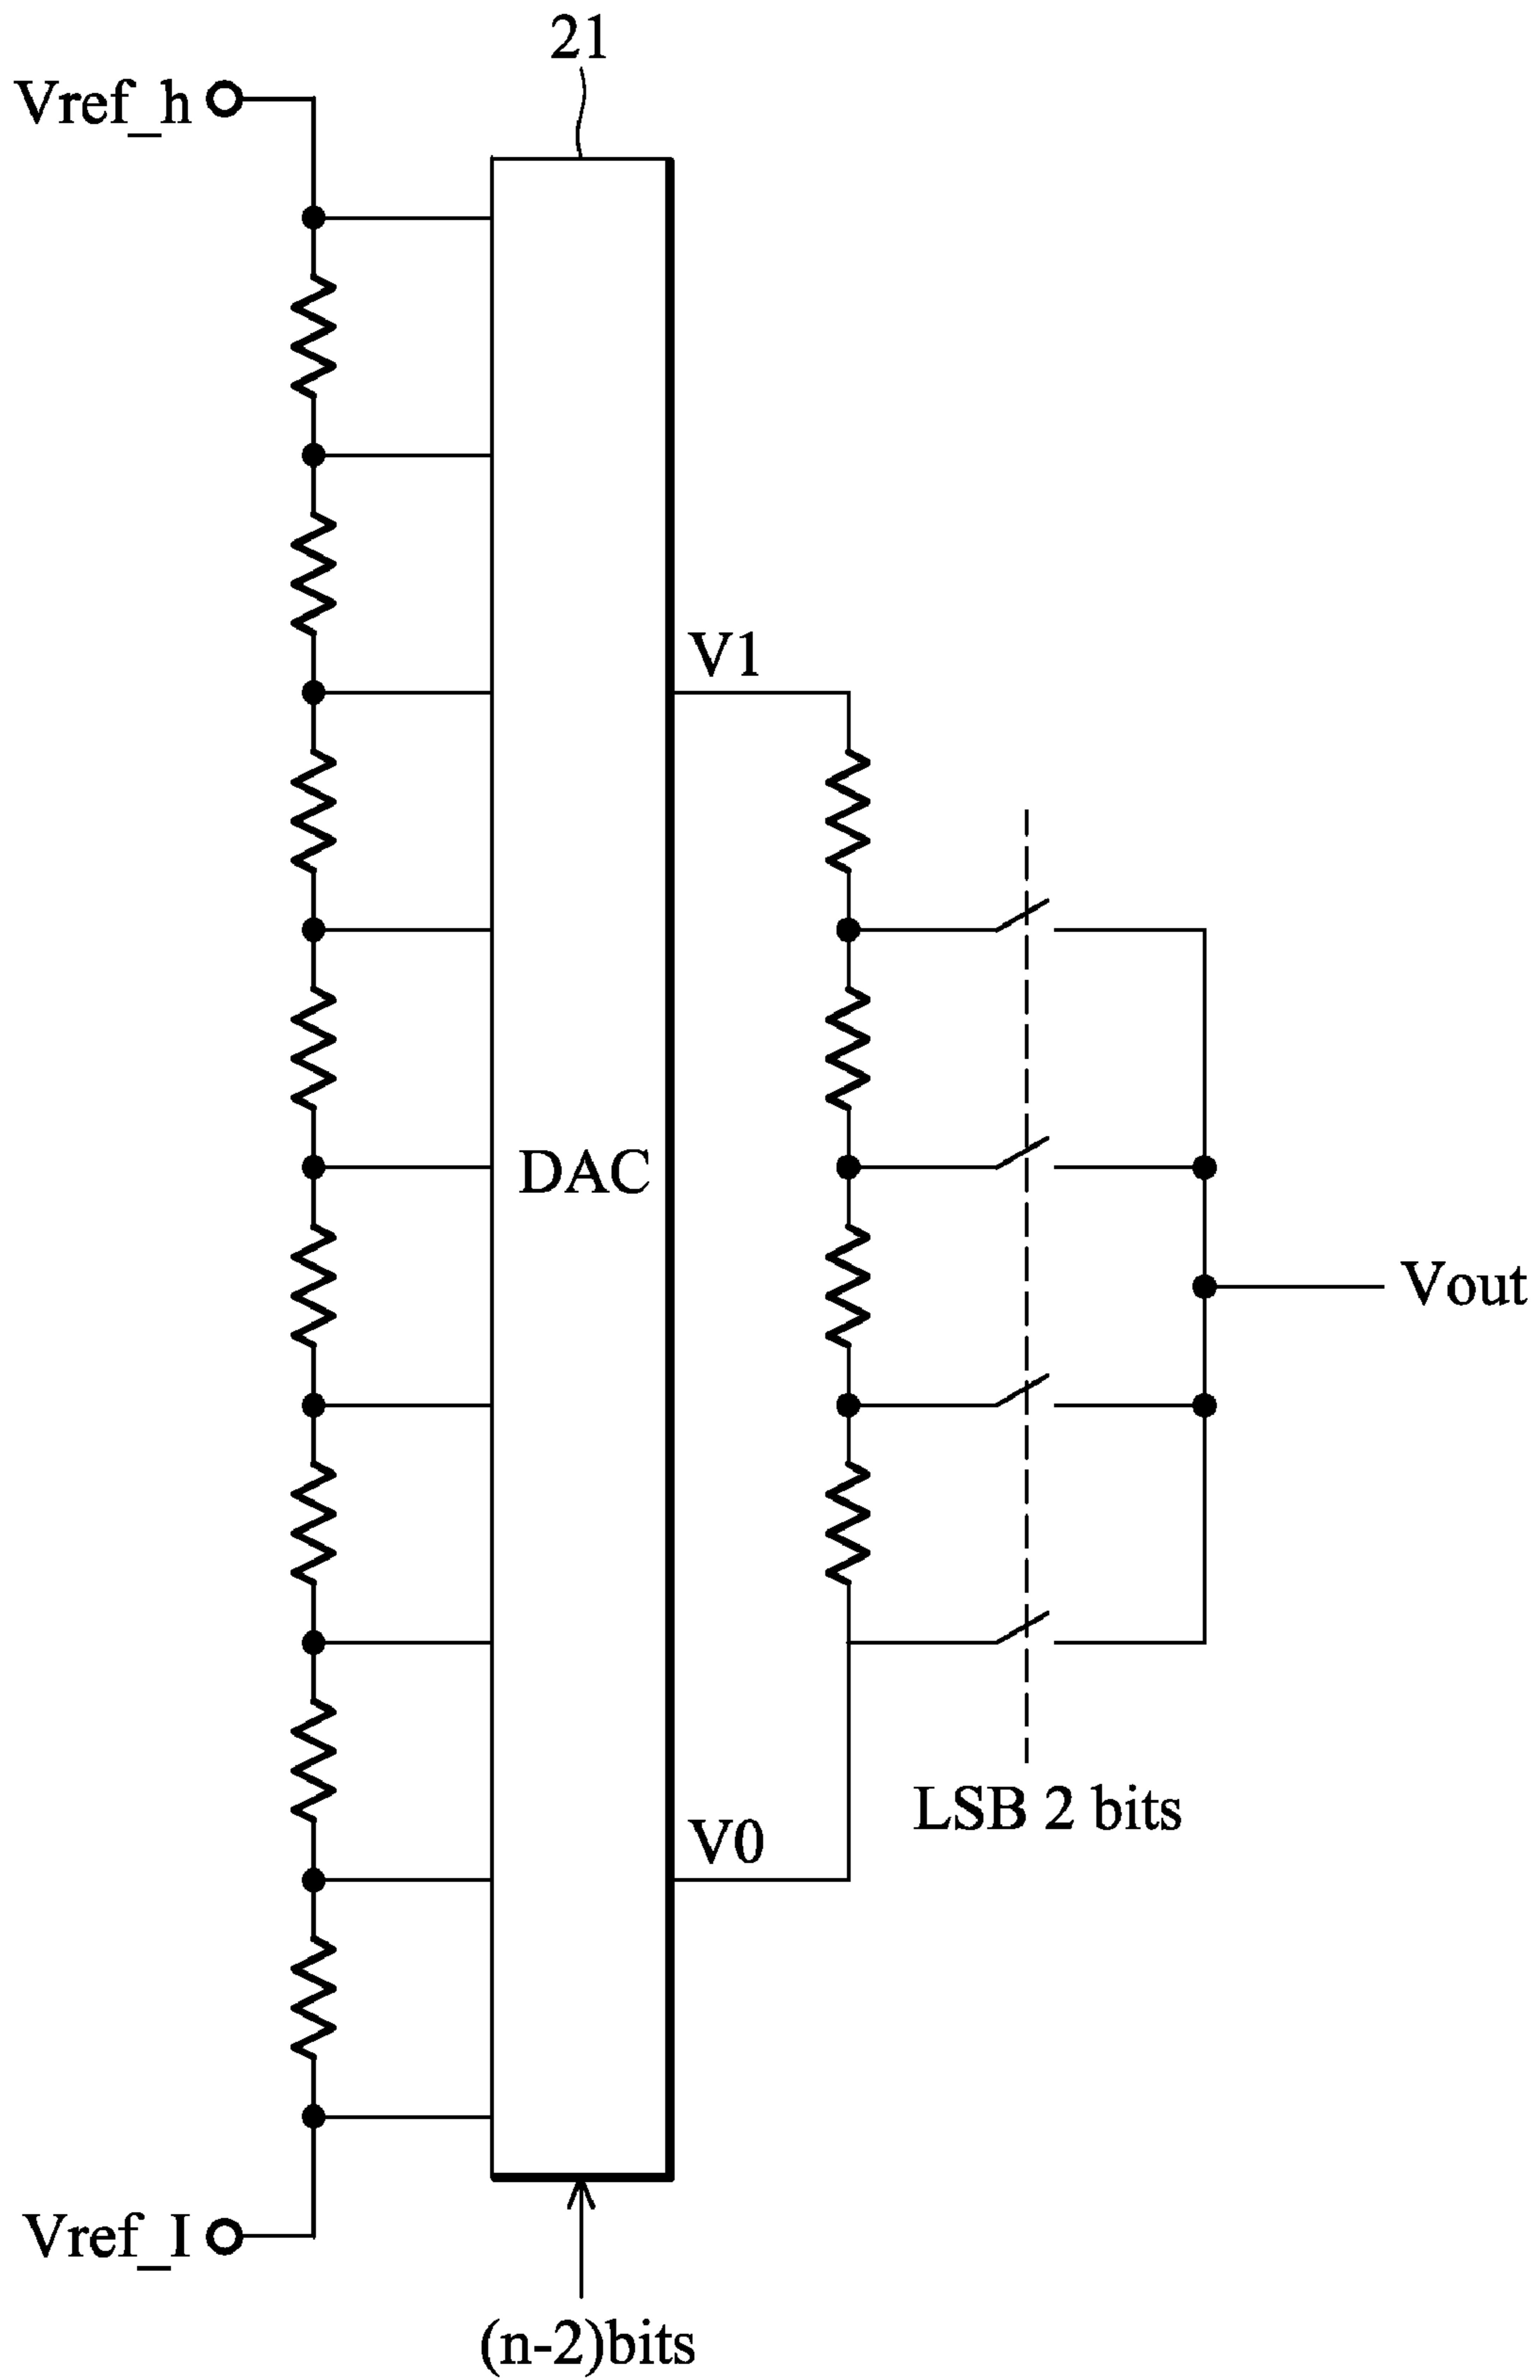 21
Vref_h
V1
DAC
Vout
LSB 2 bits
V0
Vref_I
(n-2)bits